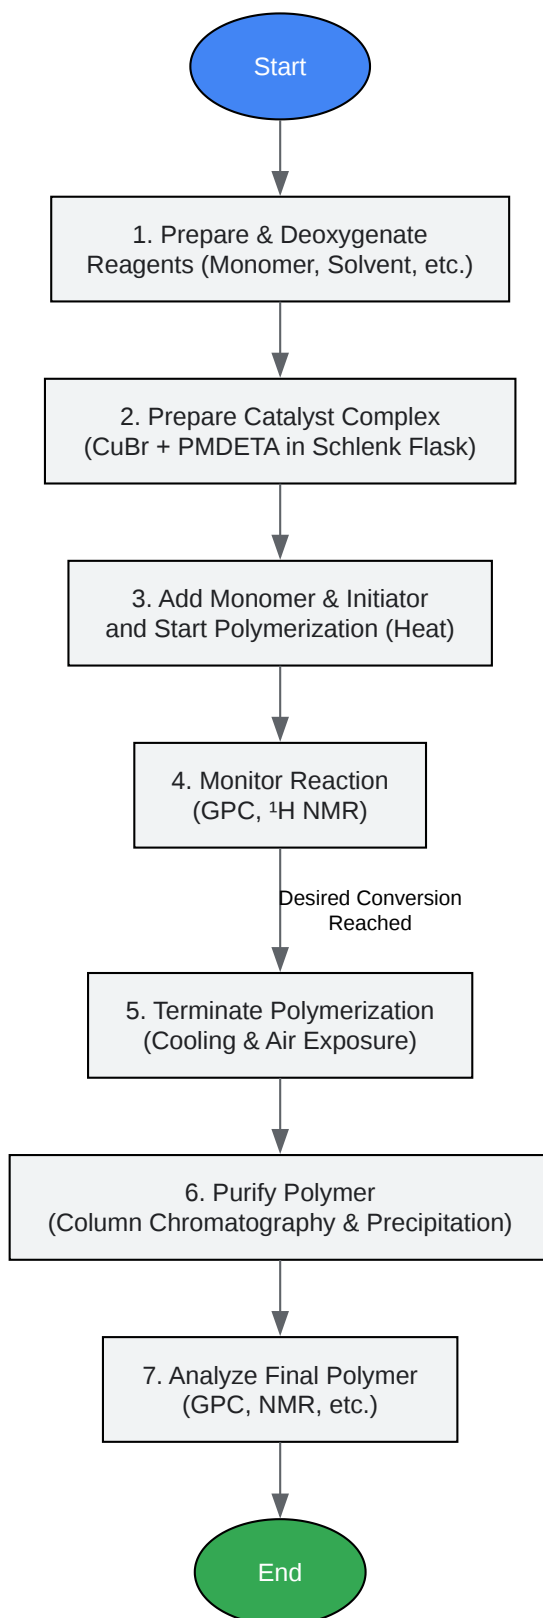 Start
1. Prepare & Deoxygenate
Reagents (Monomer, Solvent, etc.)
2. Prepare Catalyst Complex
(CuBr + PMDETA in Schlenk Flask)
3. Add Monomer & Initiator
and Start Polymerization (Heat)
4. Monitor Reaction
(GPC, ¹H NMR)
Desired Conversion
Reached
5. Terminate Polymerization
(Cooling & Air Exposure)
6. Purify Polymer
(Column Chromatography & Precipitation)
7. Analyze Final Polymer
(GPC, NMR, etc.)
End